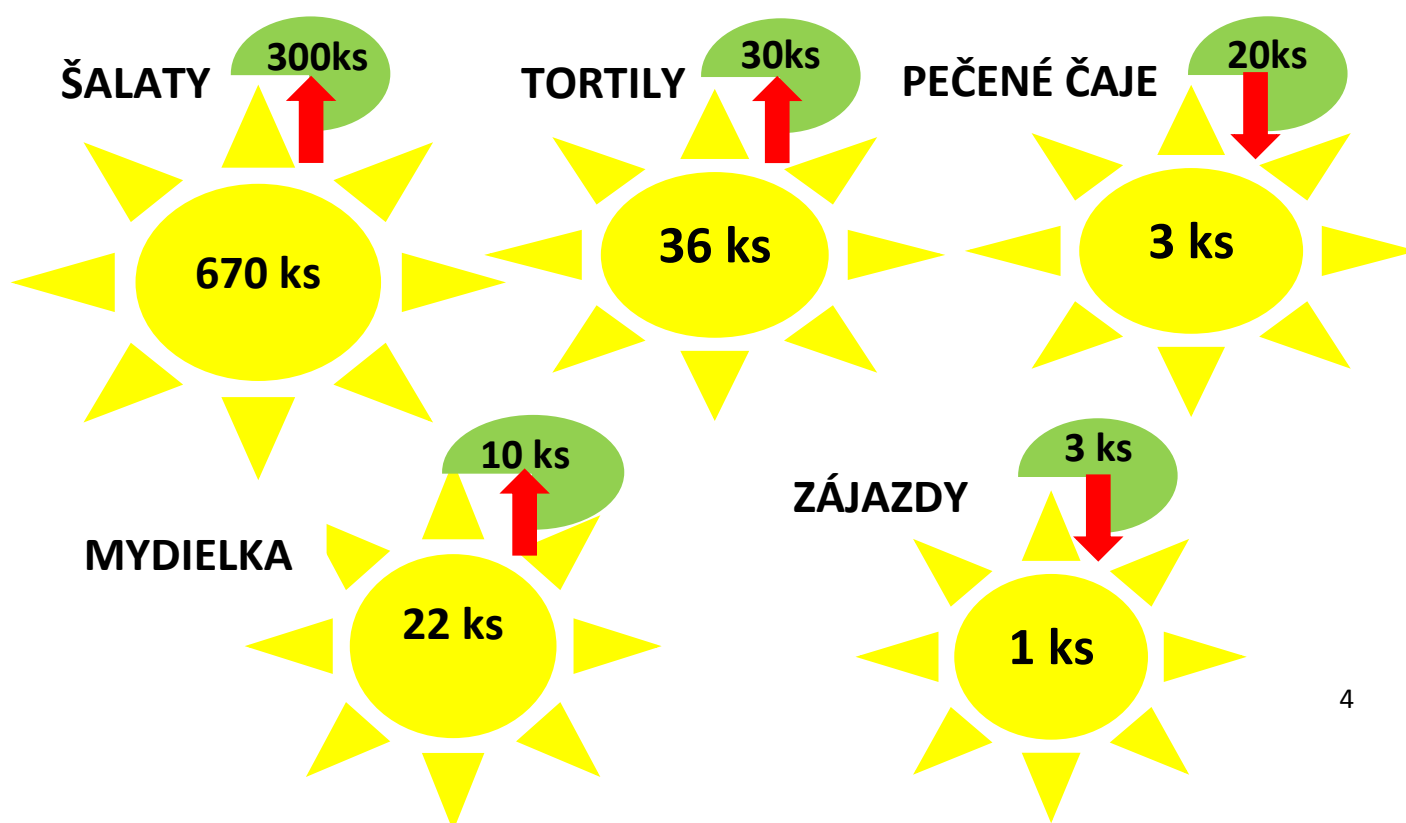 ŠALATY
300ks
670 ks
TORTILY
30ks
36 ks
PEČENÉ ČAJE
20ks
3 ks
MYDIELKA
10 ks
22 ks
ZÁJAZDY
3 ks
1 ks
4